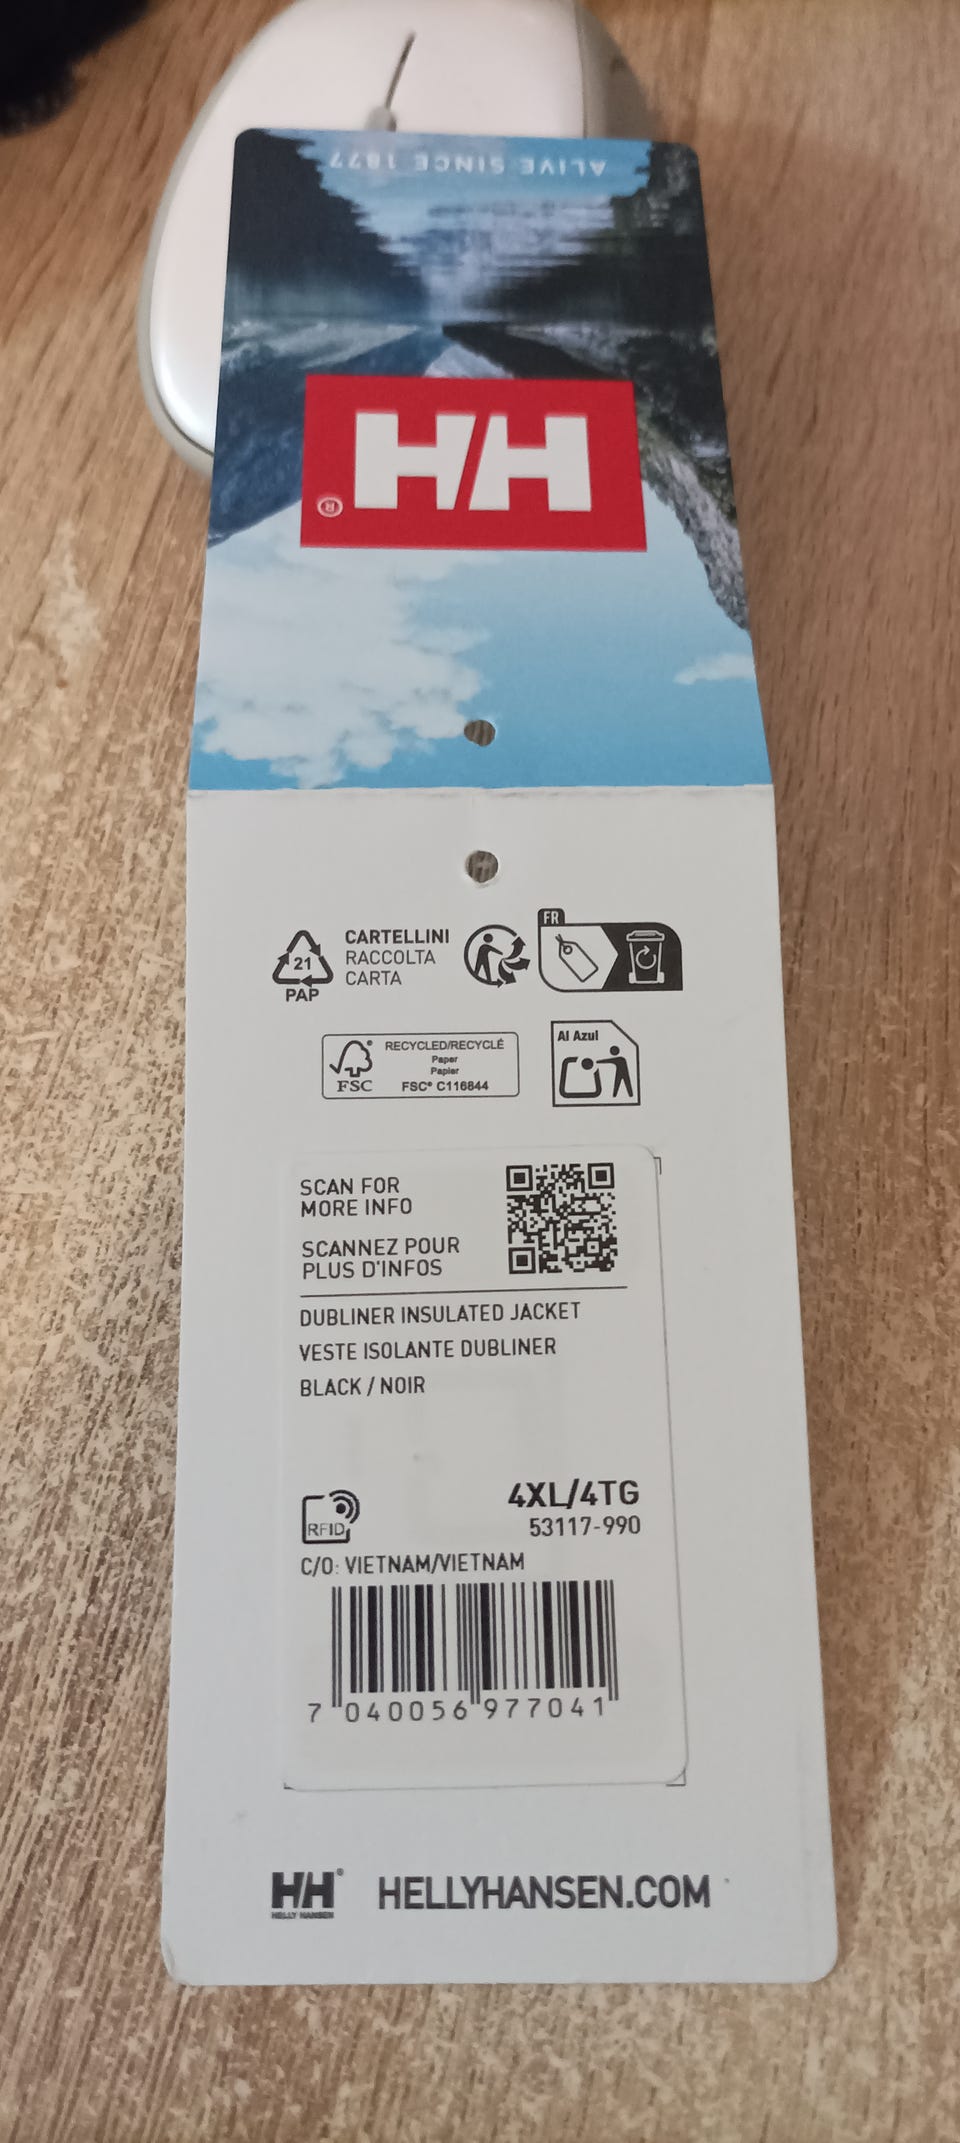 ALIVE SINCE 1877
HH®
CARTELLINI
RACCOLTA
CARTA
21
PAP
FR
RECYCLED/RECYCLÉ
Paper
Papier
FSC® C116844
FSC
Al Azul
SCAN FOR
MORE INFO
SCANNEZ POUR
PLUS D'INFOS
DUBLINER INSULATED JACKET
VESTE ISOLANTE DUBLINER
BLACK / NOIR
4XL/4TG
RFID
53117-990
C/O: VIETNAM/VIETNAM
7 040056 977041
HH®
HELLY HANSEN
HELLYHANSEN.COM